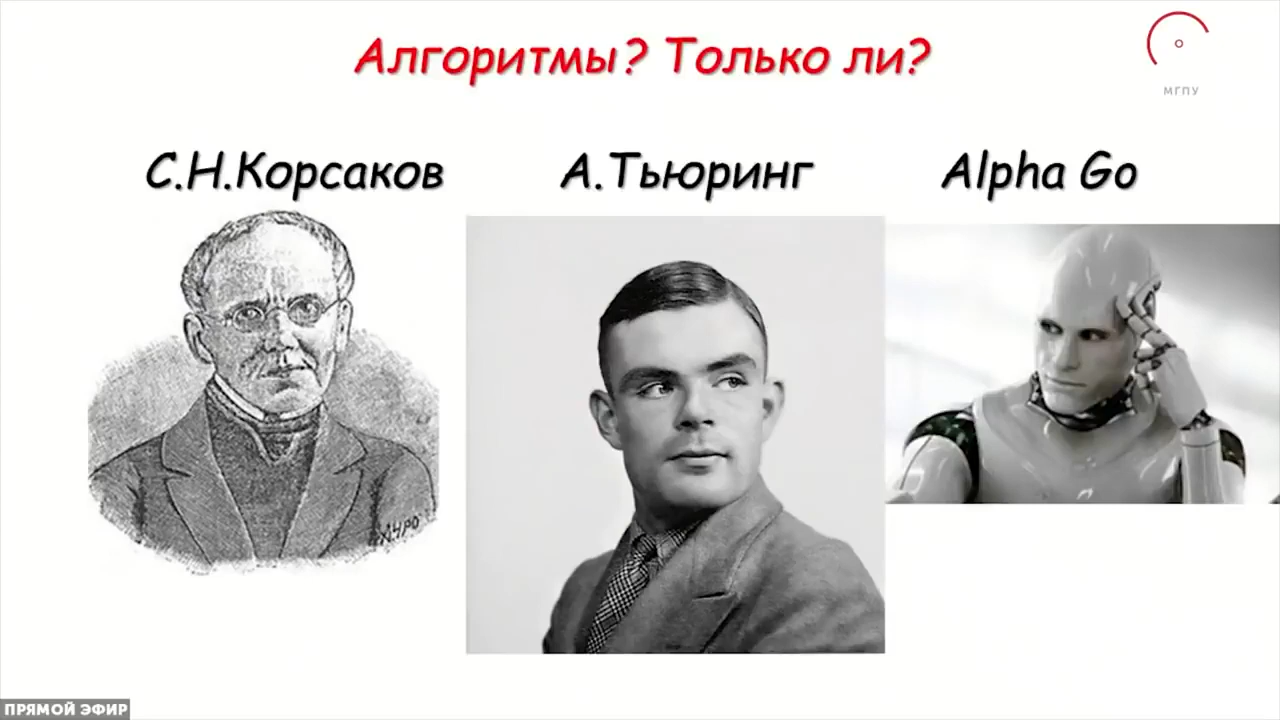 Алгоритмы? Только ли?
МГПУ
С.Н.Корсаков
А.Тьюринг
Alpha Go
ПРЯМОЙ ЭФИР